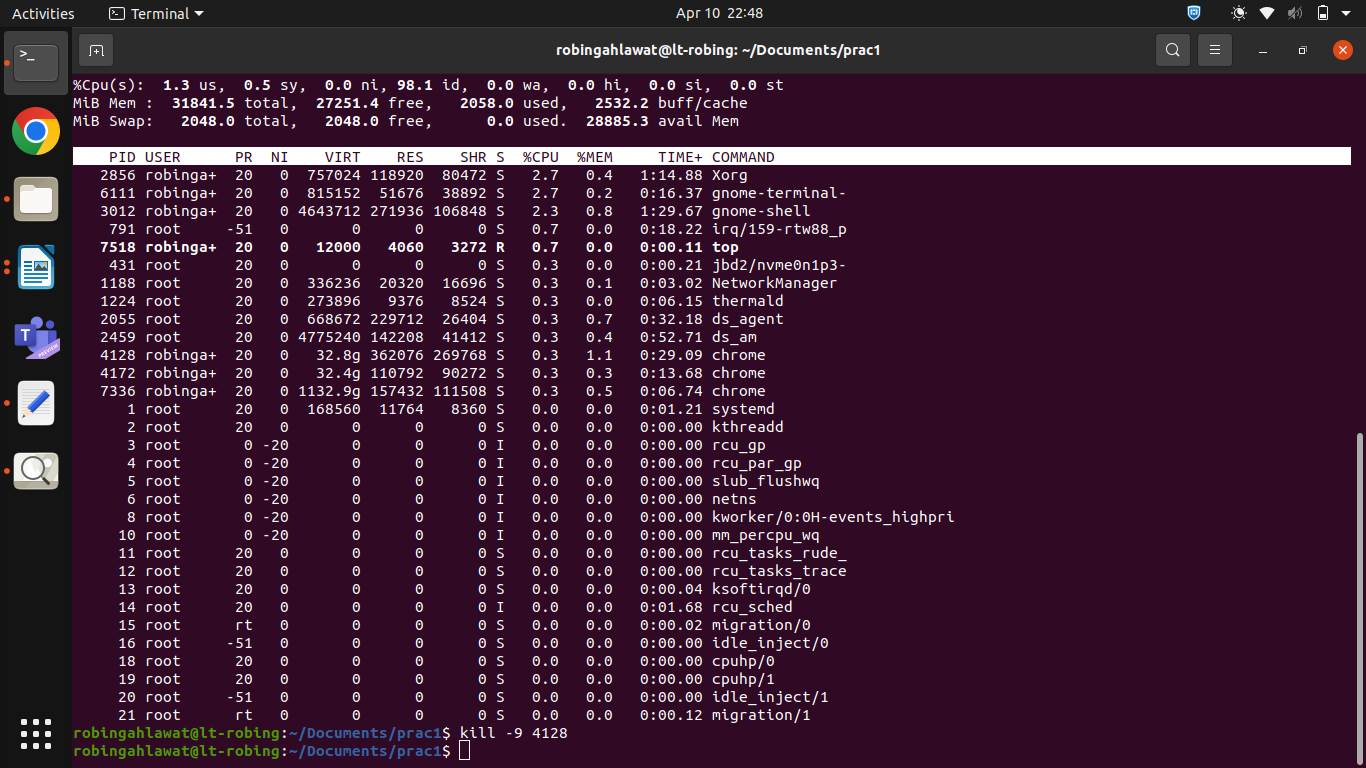 Activities Terminal Apr 10 22:48
robingahlawat@lt-robing: ~/Documents/prac1
%Cpu(s):  1.3 us,  0.5 sy,  0.0 ni, 98.1 id,  0.0 wa,  0.0 hi,  0.0 si,  0.0 st
MiB Mem :  31841.5 total,  27251.4 free,   2058.0 used,   2532.2 buff/cache
MiB Swap:   2048.0 total,   2048.0 free,      0.0 used.  28885.3 avail Mem
PID USER      PR  NI    VIRT    RES    SHR S  %CPU  %MEM     TIME+ COMMAND
2856 robinga+  20   0  757024 118920  80472 S   2.7   0.4   1:14.88 Xorg
6111 robinga+  20   0  815152  51676  38892 S   2.7   0.2   0:16.37 gnome-terminal-
3012 robinga+  20   0 4643712 271936 106848 S   2.3   0.8   1:29.67 gnome-shell
791 root     -51   0       0      0      0 S   0.7   0.0   0:18.22 irq/159-rtw88_p
7518 robinga+  20   0   12000   4060   3272 R   0.7   0.0   0:00.11 top
431 root      20   0       0      0      0 S   0.3   0.0   0:00.21 jbd2/nvme0n1p3-
1188 root      20   0  336236  20320  16696 S   0.3   0.1   0:03.02 NetworkManager
1224 root      20   0  273896   9376   8524 S   0.3   0.0   0:06.15 thermald
2055 root      20   0  668672 229712  26404 S   0.3   0.7   0:32.18 ds_agent
2459 root      20   0 4775240 142208  41412 S   0.3   0.4   0:52.71 ds_am
4128 robinga+  20   0   32.8g 362076 269768 S   0.3   1.1   0:29.09 chrome
4172 robinga+  20   0   32.4g 110792  90272 S   0.3   0.3   0:13.68 chrome
7336 robinga+  20   0 1132.9g 157432 111508 S   0.3   0.5   0:06.74 chrome
1 root      20   0  168560  11764   8360 S   0.0   0.0   0:01.21 systemd
2 root      20   0       0      0      0 S   0.0   0.0   0:00.00 kthreadd
3 root       0 -20       0      0      0 I   0.0   0.0   0:00.00 rcu_gp
4 root       0 -20       0      0      0 I   0.0   0.0   0:00.00 rcu_par_gp
5 root       0 -20       0      0      0 I   0.0   0.0   0:00.00 slub_flushwq
6 root       0 -20       0      0      0 I   0.0   0.0   0:00.00 netns
8 root       0 -20       0      0      0 I   0.0   0.0   0:00.00 kworker/0:0H-events_highpri
10 root       0 -20       0      0      0 I   0.0   0.0   0:00.00 mm_percpu_wq
11 root      20   0       0      0      0 S   0.0   0.0   0:00.00 rcu_tasks_rude_
12 root      20   0       0      0      0 S   0.0   0.0   0:00.00 rcu_tasks_trace
13 root      20   0       0      0      0 S   0.0   0.0   0:00.04 ksoftirqd/0
14 root      20   0       0      0      0 I   0.0   0.0   0:01.68 rcu_sched
15 root      rt   0       0      0      0 S   0.0   0.0   0:00.02 migration/0
16 root     -51   0       0      0      0 S   0.0   0.0   0:00.00 idle_inject/0
18 root      20   0       0      0      0 S   0.0   0.0   0:00.00 cpuhp/0
19 root      20   0       0      0      0 S   0.0   0.0   0:00.00 cpuhp/1
20 root     -51   0       0      0      0 S   0.0   0.0   0:00.00 idle_inject/1
21 root      rt   0       0      0      0 S   0.0   0.0   0:00.12 migration/1
robingahlawat@lt-robing:~/Documents/prac1$ kill -9 4128
robingahlawat@lt-robing:~/Documents/prac1$